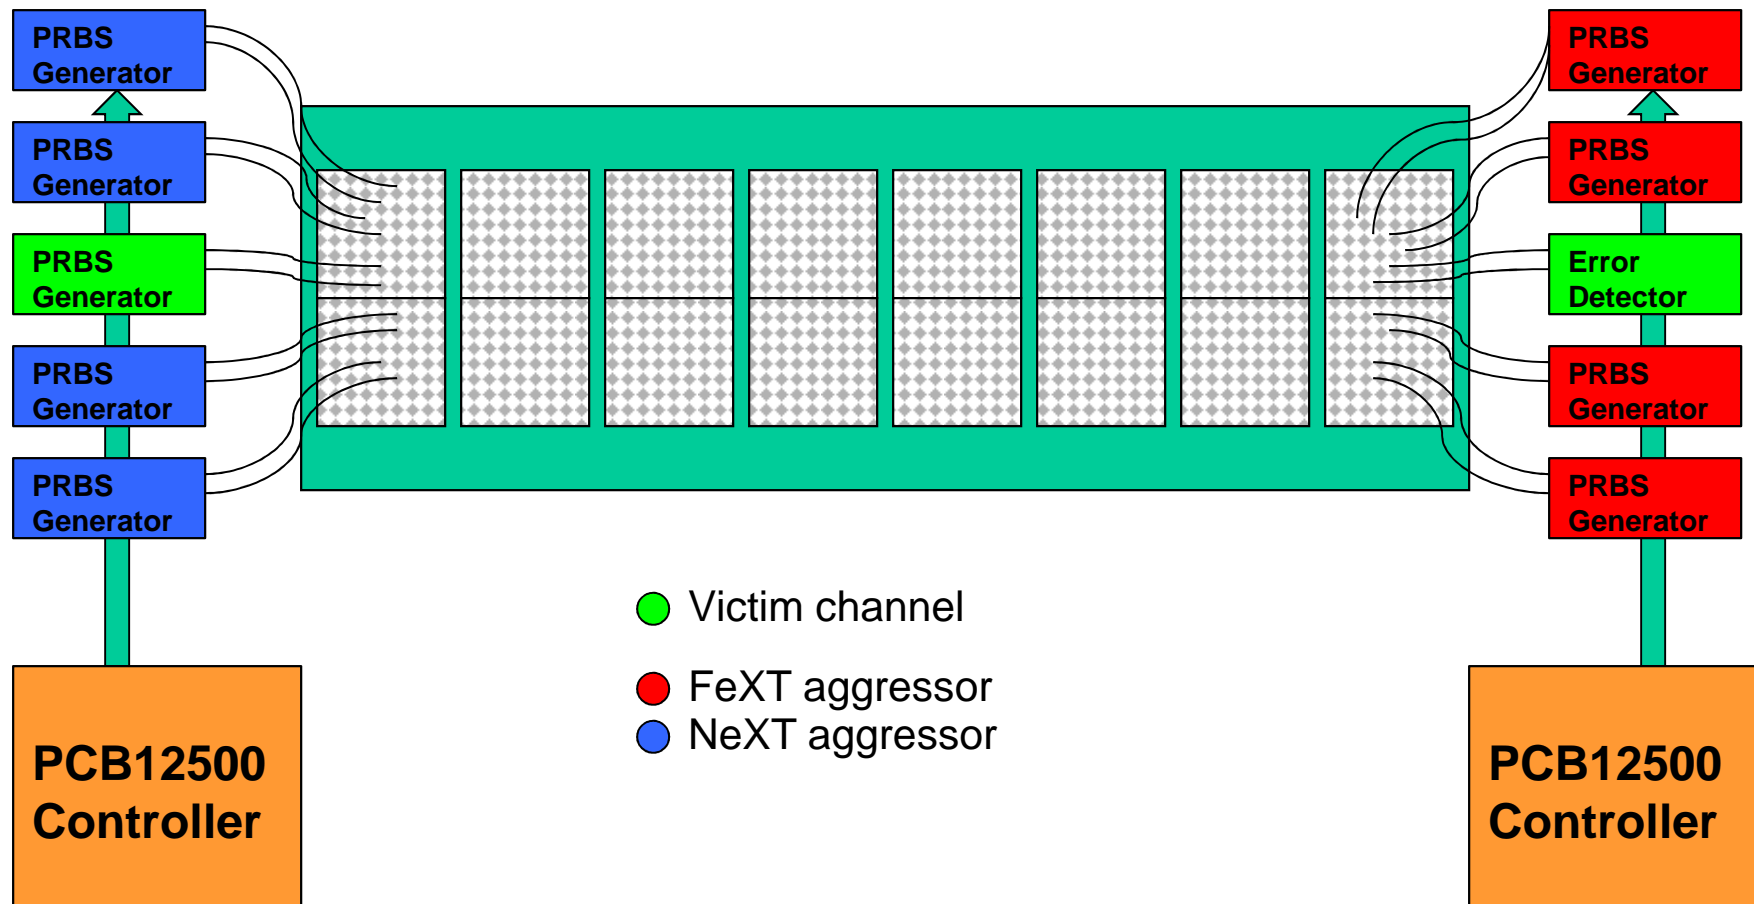 PRBS
Generator
PRBS
Generator
PRBS
Generator
PRBS
Generator
PRBS
Generator
PCB12500
Controller
Victim channel
FeXT aggressor
NeXT aggressor
PRBS
Generator
PRBS
Generator
Error
Detector
PRBS
Generator
PRBS
Generator
PCB12500
Controller